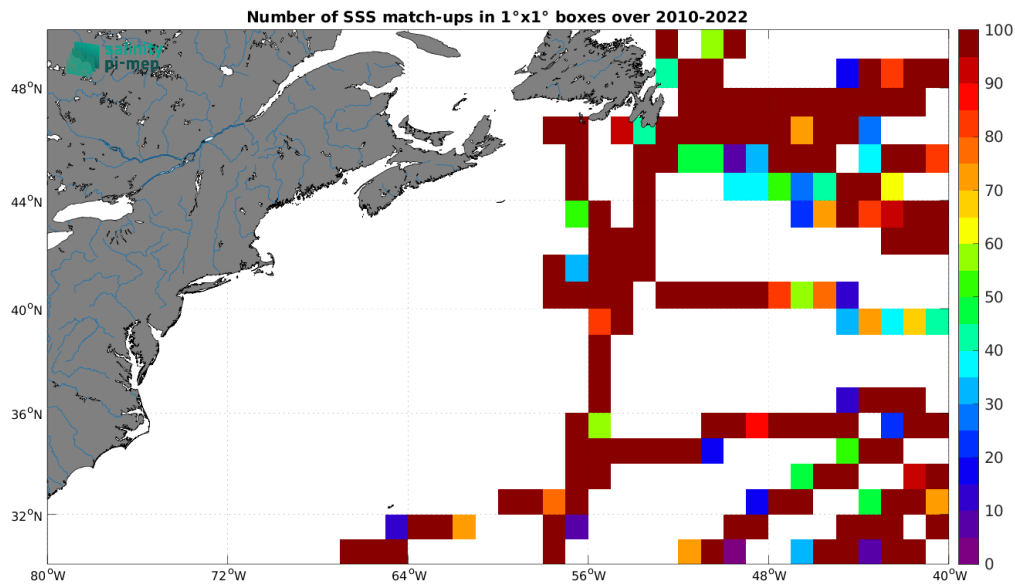 Number of SSS match-ups in 1°x1° boxes over 2010-2022
salinity
pi-mep
48°N
44°N
40°N
36°N
32°N
80°W
72°W
64°W
56°W
48°W
40°W
100
90
80
70
60
50
40
30
20
10
0